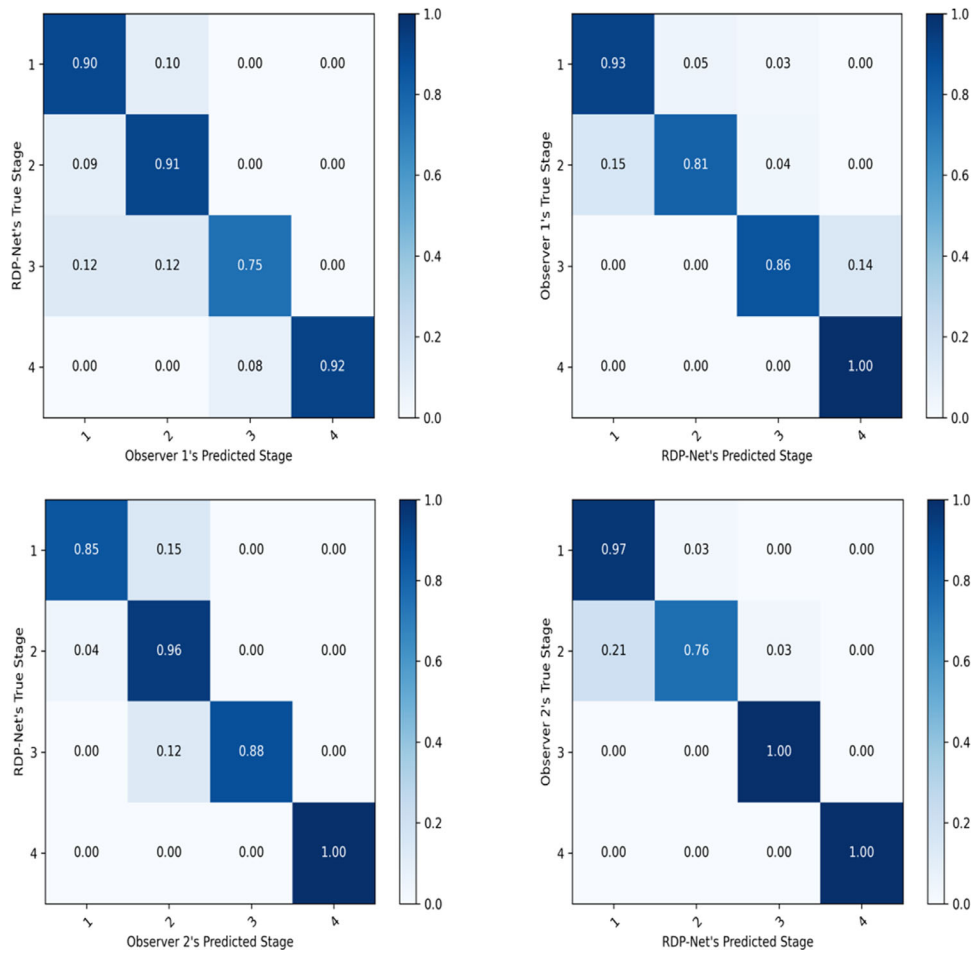 1.0
0.8
0.6
0.4
0.2
0.0
RDP-Net's True Stage
1 0.90 0.10 0.00 0.00
2 0.09 0.91 0.00 0.00
3 0.12 0.12 0.75 0.00
4 0.00 0.00 0.08 0.92
1 2 3 4
Observer 1's Predicted Stage
1.0
0.8
0.6
0.4
0.2
0.0
Observer 1's True Stage
1 0.93 0.05 0.03 0.00
2 0.15 0.81 0.04 0.00
3 0.00 0.00 0.86 0.14
4 0.00 0.00 0.00 1.00
1 2 3 4
RDP-Net's Predicted Stage
1.0
0.8
0.6
0.4
0.2
0.0
RDP-Net's True Stage
1 0.85 0.15 0.00 0.00
2 0.04 0.96 0.00 0.00
3 0.00 0.12 0.88 0.00
4 0.00 0.00 0.00 1.00
1 2 3 4
Observer 2's Predicted Stage
1.0
0.8
0.6
0.4
0.2
0.0
Observer 2's True Stage
1 0.97 0.03 0.00 0.00
2 0.21 0.76 0.03 0.00
3 0.00 0.00 1.00 0.00
4 0.00 0.00 0.00 1.00
1 2 3 4
RDP-Net's Predicted Stage